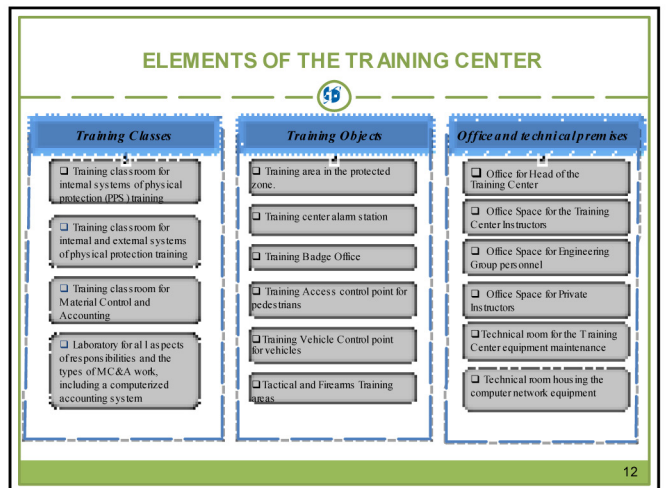 ELEMENTS OF THE TRAINING CENTER
Training Classes
❑ Training classroom for
internal systems of physical
protection (PPS) training
❑ Training classroom for
internal and external systems
of physical protection training
❑ Training classroom for
Material Control and
Accounting
❑ Laboratory for all aspects
of responsibilities and the
types of MC&A work,
including a computerized
accounting system
Training Objects
❑ Training area in the protected
zone.
❑ Training center alarm station
❑ Training Badge Office
❑ Training Access control point for
pedestrians
❑ Training Vehicle Control point
for vehicles
❑ Tactical and Firearms Training
areas
Office and technical premises
❑ Office for Head of the
Training Center
❑ Office Space for the Training
Center Instructors
❑ Office Space for Engineering
Group personnel
❑ Office Space for Private
Instructors
❑ Technical room for the Training
Center equipment maintenance
❑ Technical room housing the
computer network equipment
12